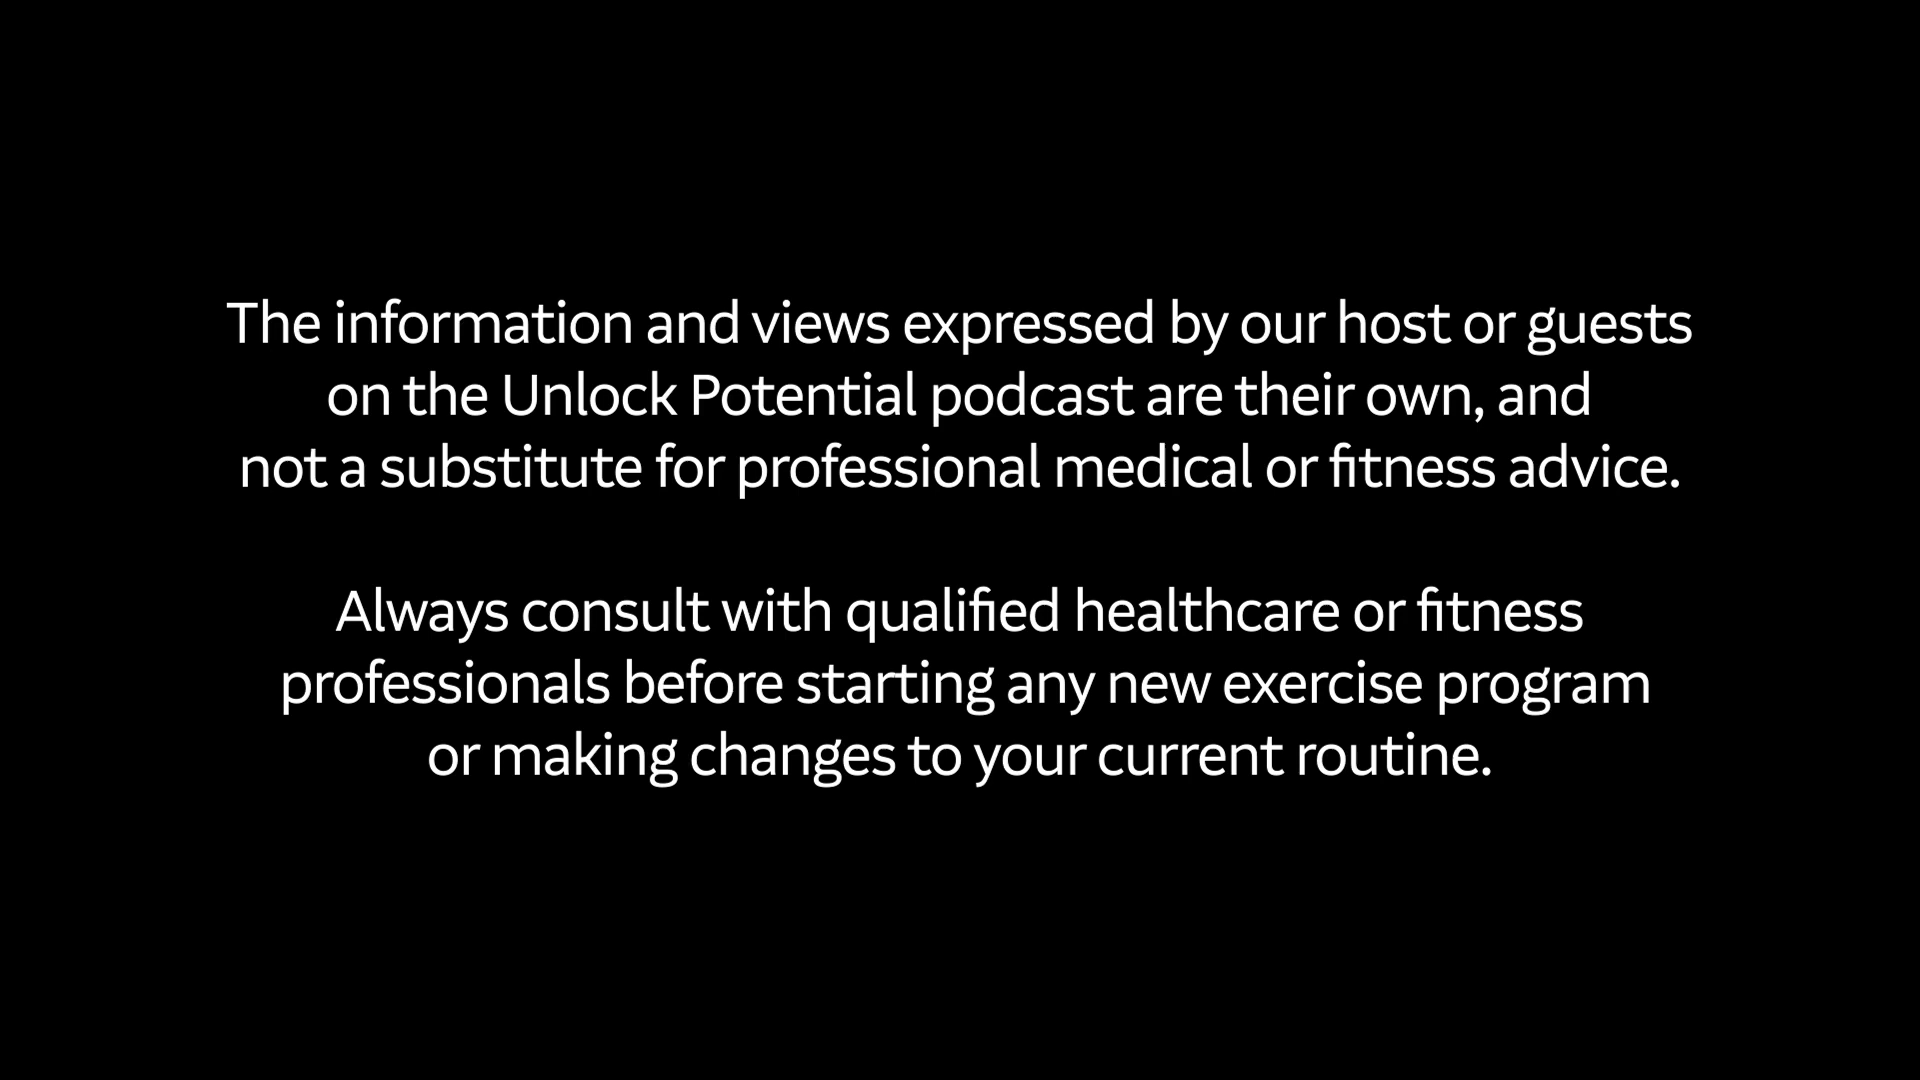 The information and views expressed by our host or guests
on the Unlock Potential podcast are their own, and
not a substitute for professional medical or fitness advice.
Always consult with qualified healthcare or fitness
professionals before starting any new exercise program
or making changes to your current routine.